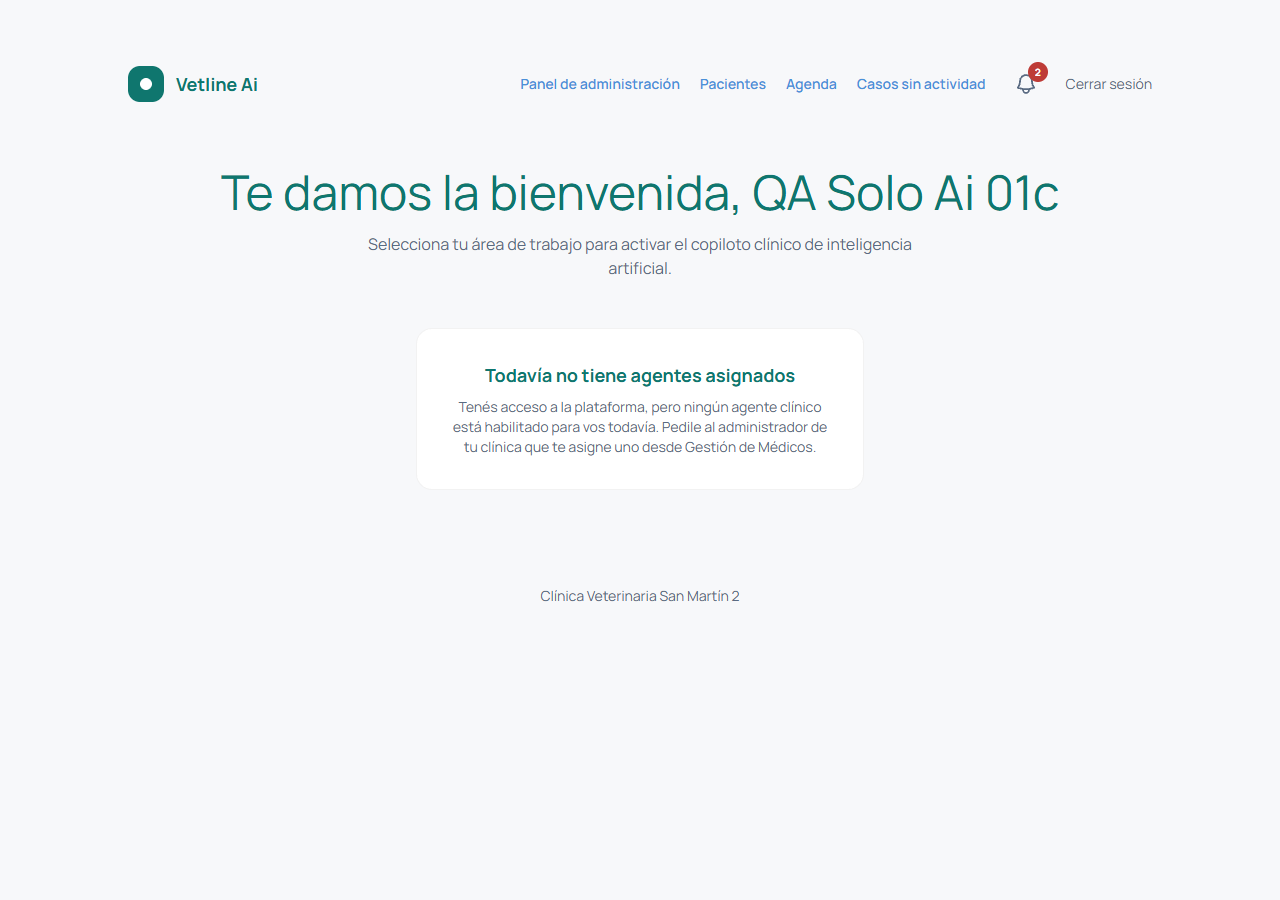 Vetline Ai
Panel de administración
Pacientes
Agenda
Casos sin actividad
2
Cerrar sesión
Te damos la bienvenida, QA Solo Ai 01c
Selecciona tu área de trabajo para activar el copiloto clínico de inteligencia
artificial.
Todavía no tiene agentes asignados
Tenés acceso a la plataforma, pero ningún agente clínico
está habilitado para vos todavía. Pedile al administrador de
tu clínica que te asigne uno desde Gestión de Médicos.
Clínica Veterinaria San Martín 2